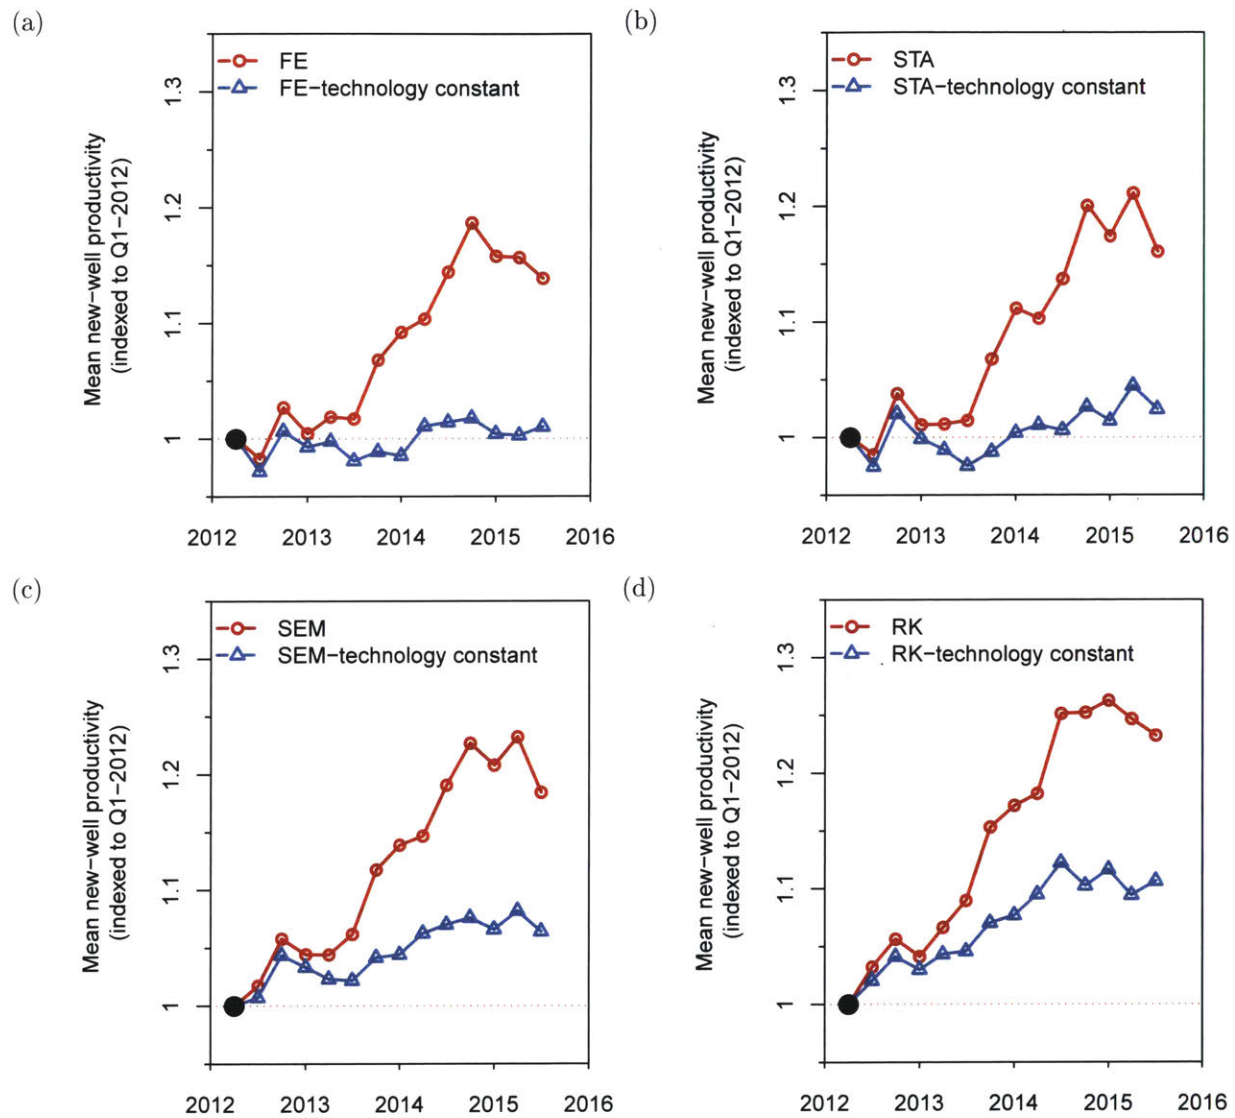 (a)
FE
FE−technology constant
Mean new−well productivity
(indexed to Q1−2012)
1.3
1.2
1.1
1
2012 2013 2014 2015 2016
(b)
STA
STA−technology constant
Mean new−well productivity
(indexed to Q1−2012)
1.3
1.2
1.1
1
2012 2013 2014 2015 2016
(c)
SEM
SEM−technology constant
Mean new−well productivity
(indexed to Q1−2012)
1.3
1.2
1.1
1
2012 2013 2014 2015 2016
(d)
RK
RK−technology constant
Mean new−well productivity
(indexed to Q1−2012)
1.3
1.2
1.1
1
2012 2013 2014 2015 2016